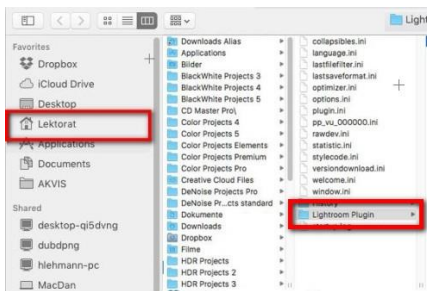 Light
Favorites
Dropbox
iCloud Drive
Desktop
Lektorat
Applications
Documents
AKVIS
Shared
desktop-qi5dvng
dubdpng
hlehmann-pc
MacDan
Downloads Alias
Applications
Bilder
BlackWhite Projects 3
BlackWhite Projects 4
BlackWhite Projects 5
CD Master Pro\
Color Projects 4
Color Projects 5
Color Projects Elements
Color Projects Premium
Color Projects Pro
Creative Cloud Files
DeNoise Projects Pro
DeNoise Pr...cts standard
Dokumente
Downloads
Dropbox
Filme
HDR Projects
HDR Projects 2
HDR Projects 3
collapsibles.ini
language.ini
lastfilefilter.ini
lastsaveformat.ini
optimizer.ini
options.ini
plugin.ini
pp_vu_000000.ini
rawdev.ini
statistic.ini
stylecode.ini
versiondownload.ini
welcome.ini
window.ini
History
Lightroom Plugin